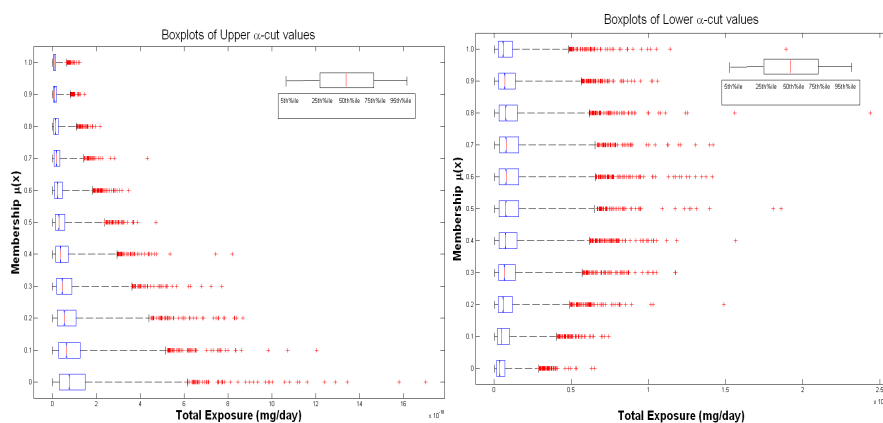 Boxplots of Upper α-cut values
Membership μ(x)
1.0
0.9
0.8
0.7
0.6
0.5
0.4
0.3
0.2
0.1
0
5th%ile 25th%ile 50th%ile 75th%ile 95th%ile
0 2 4 6 8 10 12 14 16
Total Exposure (mg/day)
Boxplots of Lower α-cut values
Membership μ(x)
1.0
0.9
0.8
0.7
0.6
0.5
0.4
0.3
0.2
0.1
0
5th%ile 25th%ile 50th%ile 75th%ile 95th%ile
0 0.5 1 1.5 2 2.5
Total Exposure (mg/day)